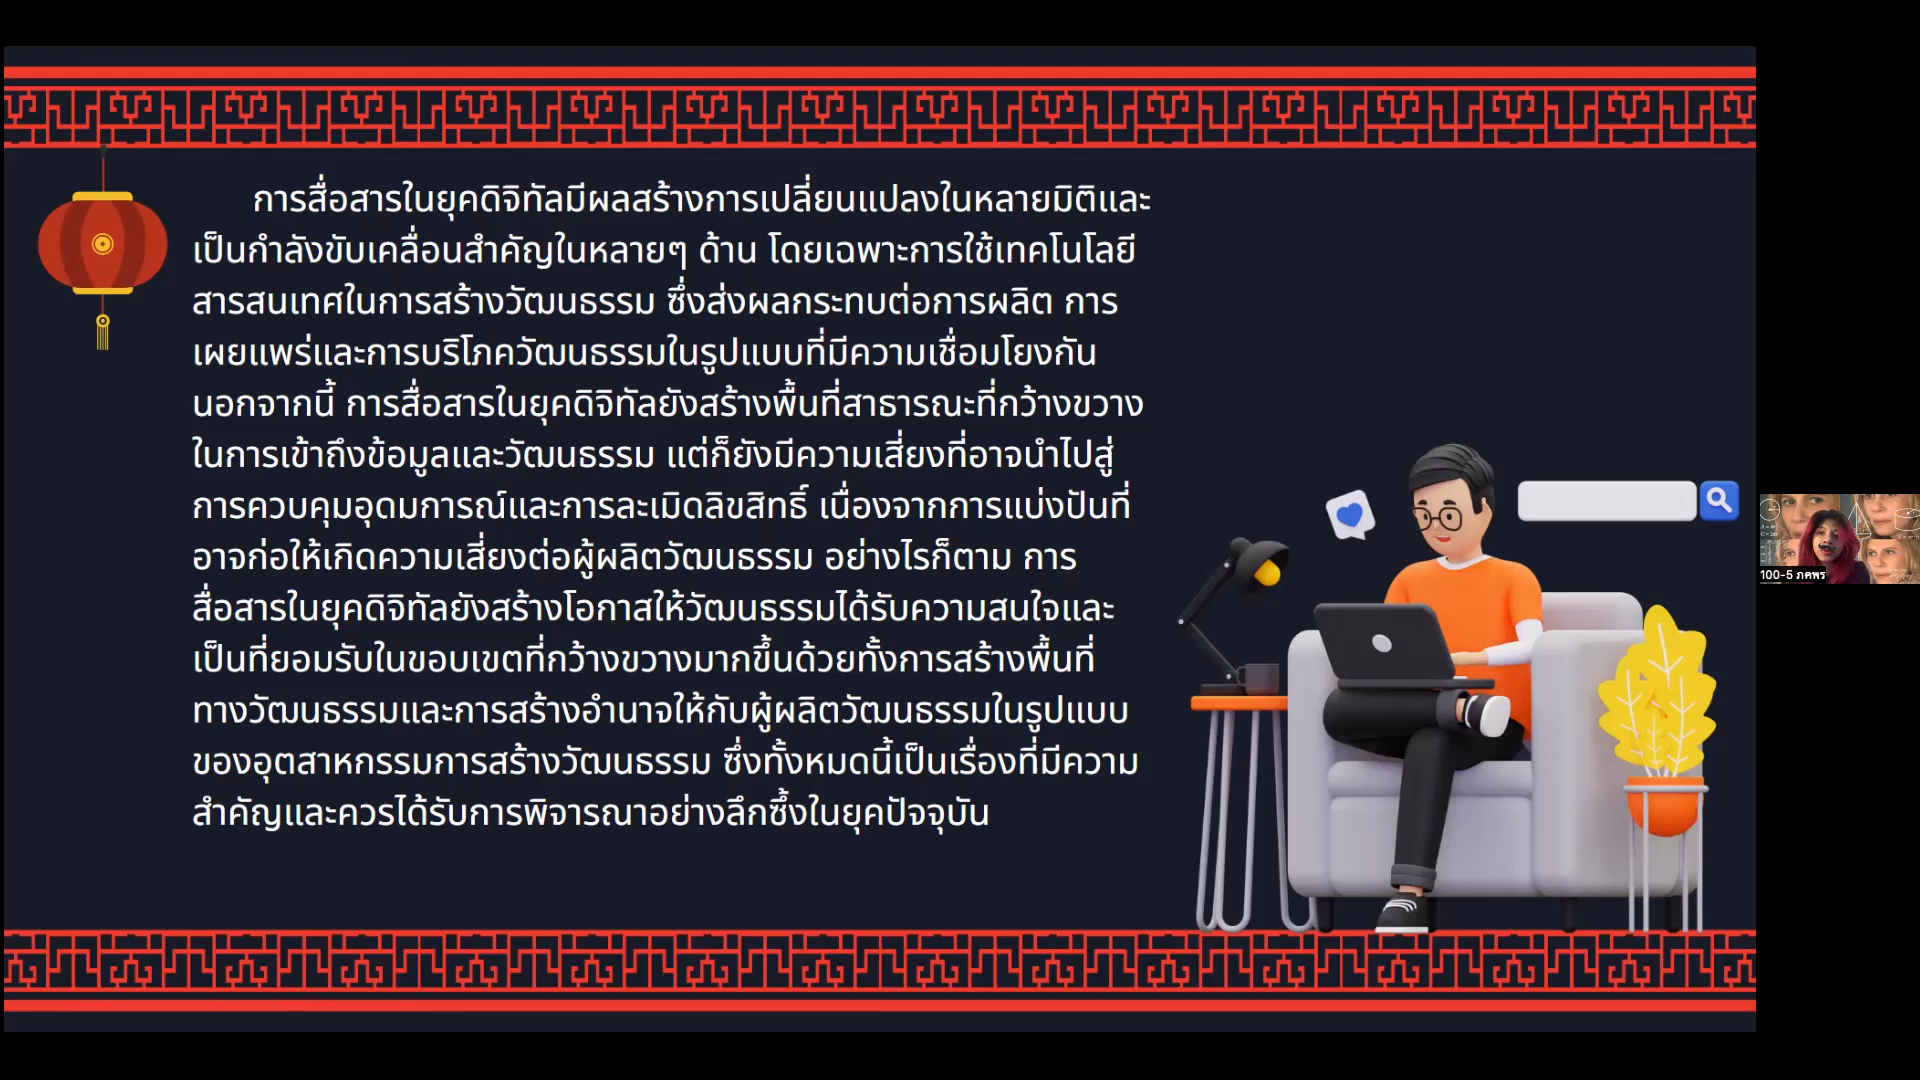 การสื่อสารในยุคดิจิทัลมีผลสร้างการเปลี่ยนแปลงในหลายมิติและ
เป็นกำลังขับเคลื่อนสำคัญในหลายๆ ด้าน โดยเฉพาะการใช้เทคโนโลยี
สารสนเทศในการสร้างวัฒนธรรม ซึ่งส่งผลกระทบต่อการผลิต การ
เผยแพร่และการบริโภควัฒนธรรมในรูปแบบที่มีความเชื่อมโยงกัน
นอกจากนี้ การสื่อสารในยุคดิจิทัลยังสร้างพื้นที่สาธารณะที่กว้างขวาง
ในการเข้าถึงข้อมูลและวัฒนธรรม แต่ก็ยังมีความเสี่ยงที่อาจนำไปสู่
การควบคุมอุดมการณ์และการละเมิดลิขสิทธิ์ เนื่องจากการแบ่งปันที่
อาจก่อให้เกิดความเสี่ยงต่อผู้ผลิตวัฒนธรรม อย่างไรก็ตาม การ
สื่อสารในยุคดิจิทัลยังสร้างโอกาสให้วัฒนธรรมได้รับความสนใจและ
เป็นที่ยอมรับในขอบเขตที่กว้างขวางมากขึ้นด้วยทั้งการสร้างพื้นที่
ทางวัฒนธรรมและการสร้างอำนาจให้กับผู้ผลิตวัฒนธรรมในรูปแบบ
ของอุตสาหกรรมการสร้างวัฒนธรรม ซึ่งทั้งหมดนี้เป็นเรื่องที่มีความ
สำคัญและควรได้รับการพิจารณาอย่างลึกซึ้งในยุคปัจจุบัน
100-5 ภคพร